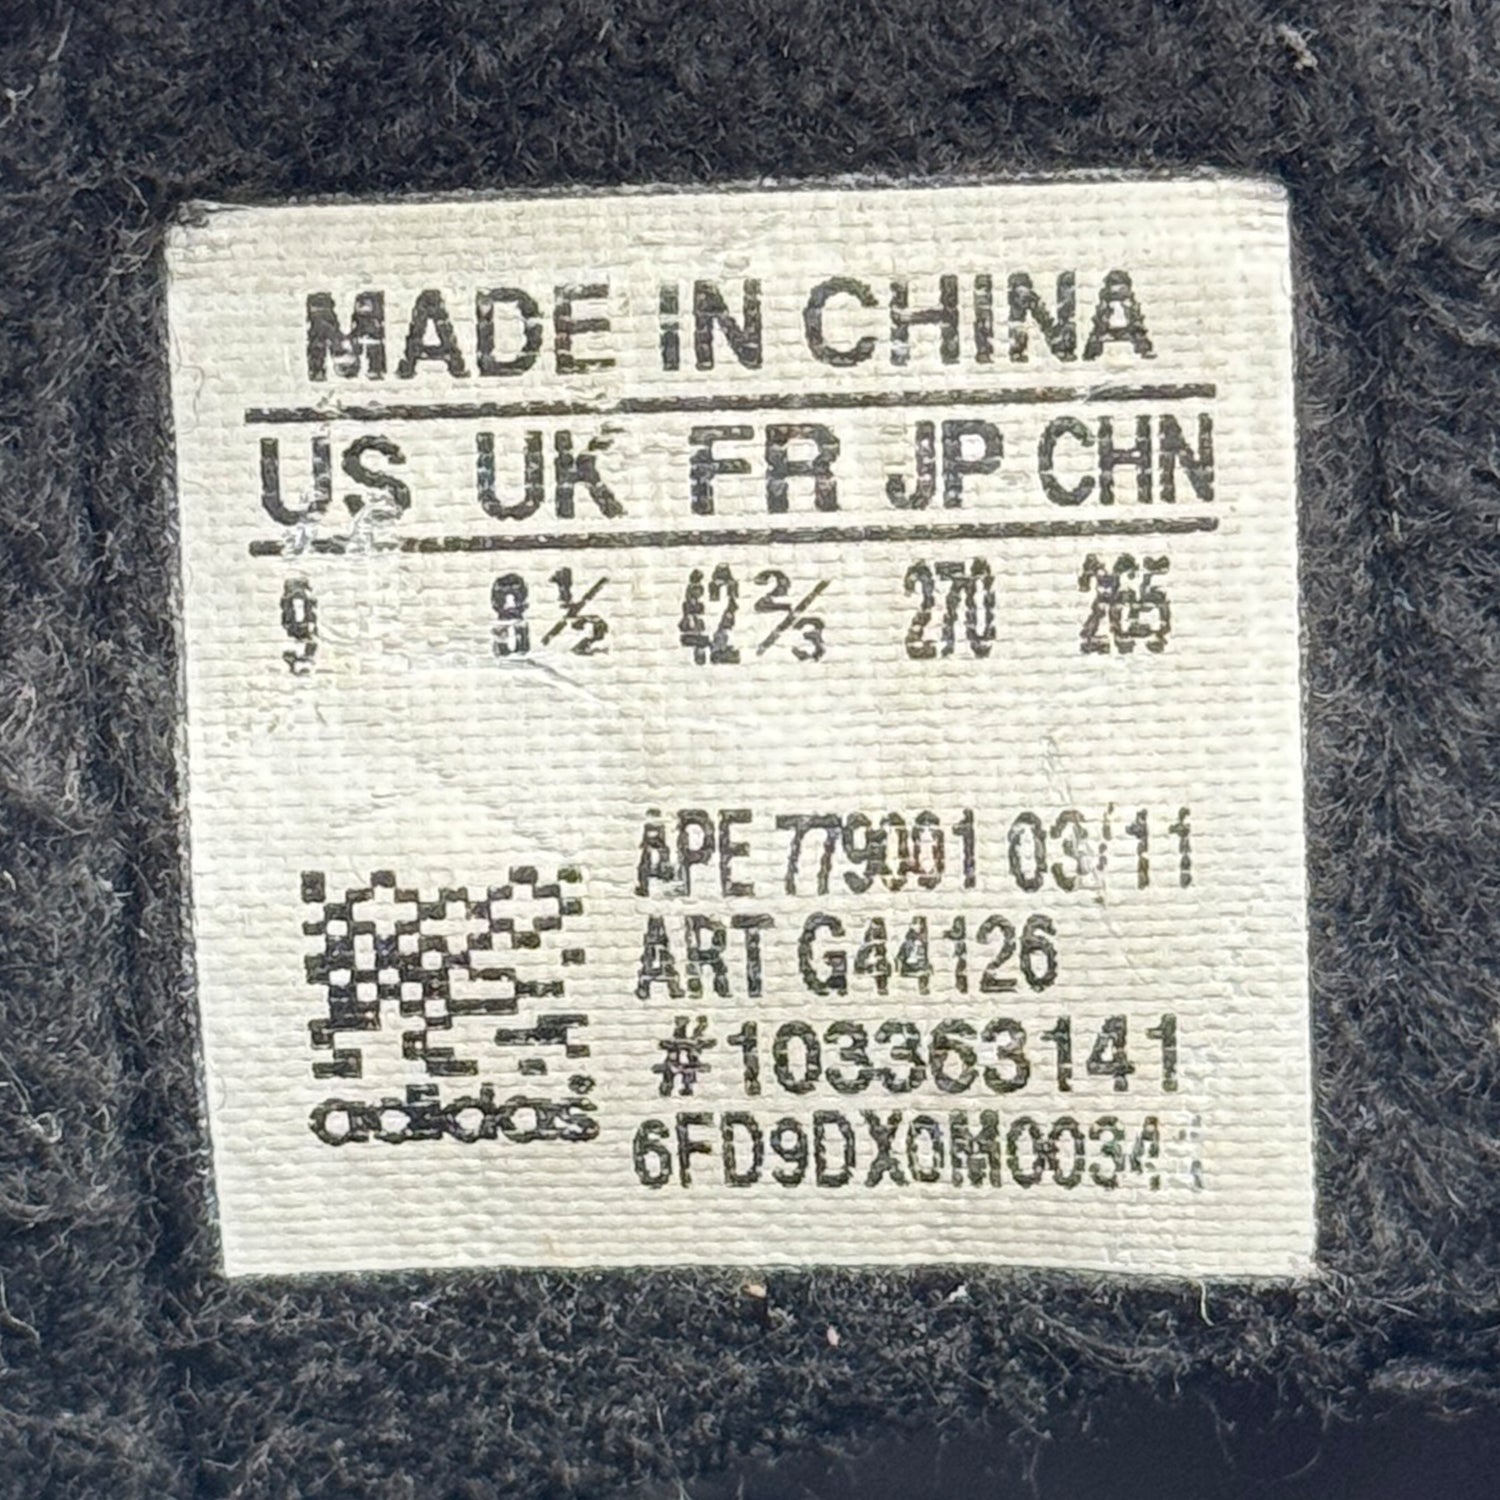 MADE IN CHINA
US UK FR JP CHN
9 8½ 42⅔ 270 265
APE 779001 03/11
ART G44126
#103363141
adidas